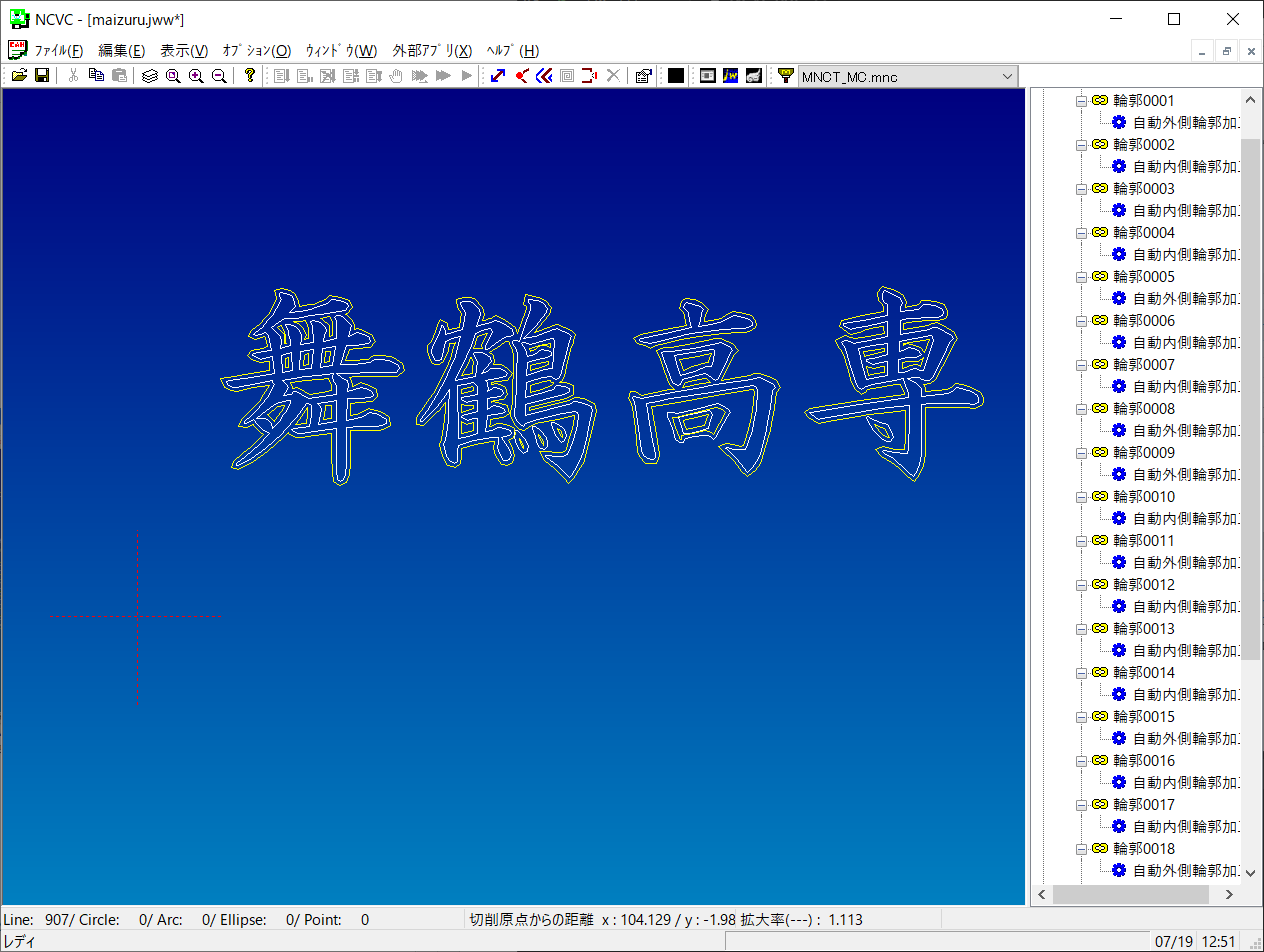 NCVC - [maizuru.jww*]
ﾌｧｲﾙ(F) 編集(E) 表示(V) ｵﾌﾟｼｮﾝ(O) ｳｨﾝﾄﾞｳ(W) 外部ｱﾌﾟﾘ(X) ﾍﾙﾌﾟ(H)
MNCT_MC.mnc
舞鶴高専
輪郭0001
自動外側輪郭加
輪郭0002
自動内側輪郭加
輪郭0003
自動内側輪郭加
輪郭0004
自動内側輪郭加
輪郭0005
自動外側輪郭加
輪郭0006
自動内側輪郭加
輪郭0007
自動内側輪郭加
輪郭0008
自動外側輪郭加
輪郭0009
自動外側輪郭加
輪郭0010
自動内側輪郭加
輪郭0011
自動外側輪郭加
輪郭0012
自動内側輪郭加
輪郭0013
自動内側輪郭加
輪郭0014
自動内側輪郭加
輪郭0015
自動外側輪郭加
輪郭0016
自動内側輪郭加
輪郭0017
自動内側輪郭加
輪郭0018
自動外側輪郭加
Line: 907/ Circle: 0/ Arc: 0/ Ellipse: 0/ Point: 0
切削原点からの距離 x : 104.129 / y : -1.98 拡大率(---) : 1.113
レディ
07/19 12:51